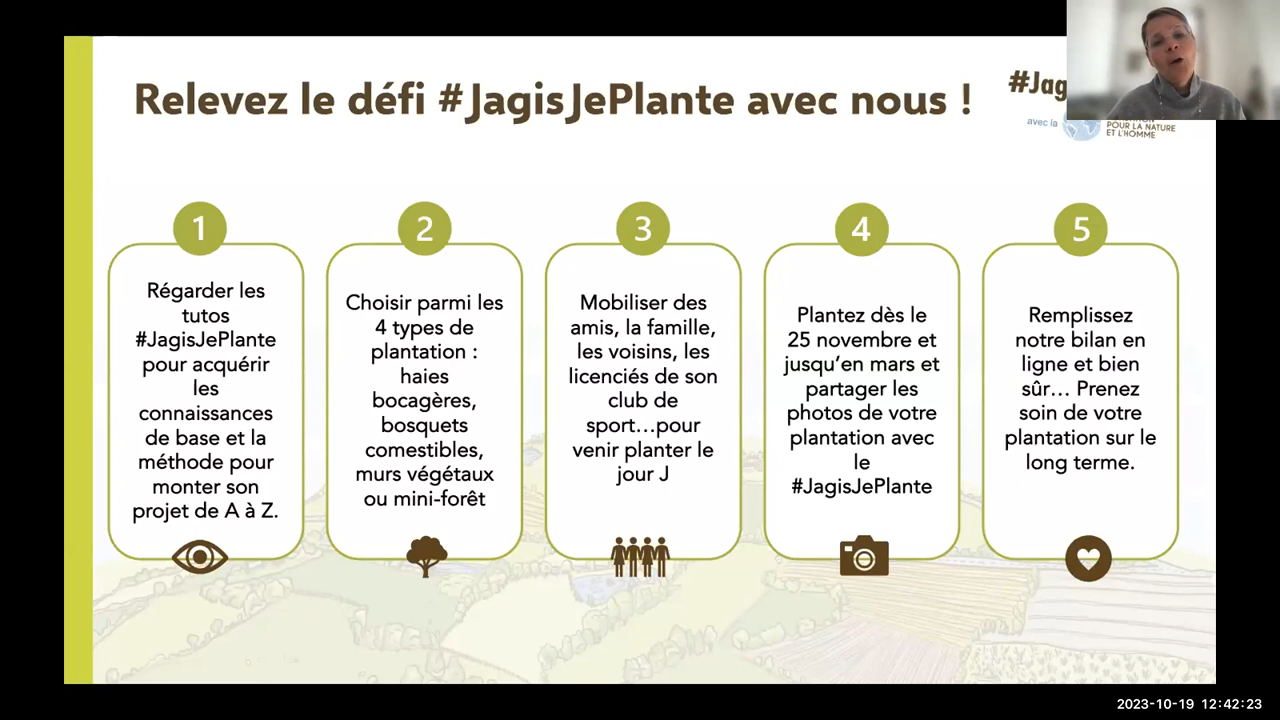 Relevez le défi #JagisJePlante avec nous !
#Jag
avec la
POUR LA NATURE
ET L'HOMME
1
Régarder les
tutos
#JagisJePlante
pour acquérir
les
connaissances
de base et la
méthode pour
monter son
projet de A à Z.
2
Choisir parmi les
4 types de
plantation :
haies
bocagères,
bosquets
comestibles,
murs végétaux
ou mini-forêt
3
Mobiliser des
amis, la famille,
les voisins, les
licenciés de son
club de
sport...pour
venir planter le
jour J
4
Plantez dès le
25 novembre et
jusqu'en mars et
partager les
photos de votre
plantation avec
le
#JagisJePlante
5
Remplissez
notre bilan en
ligne et bien
sûr... Prenez
soin de votre
plantation sur le
long terme.
2023-10-19 12:42:23